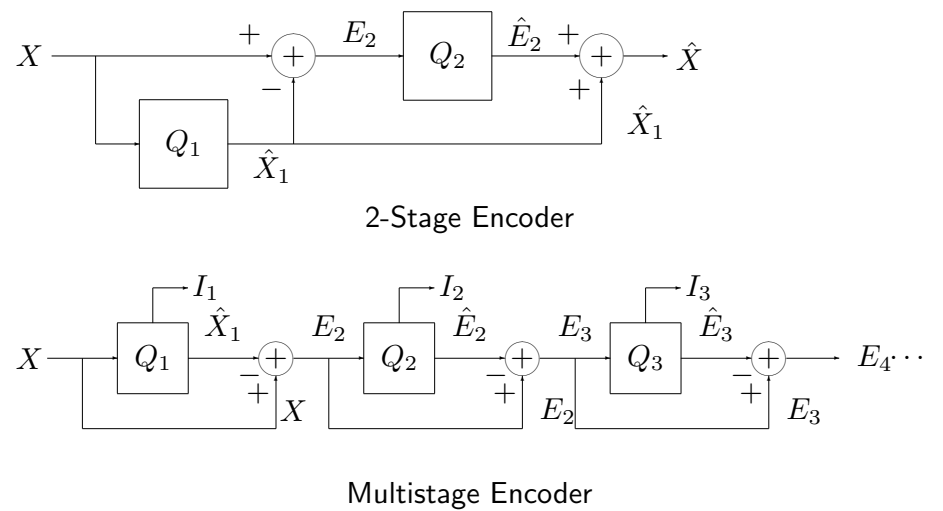 X + + E₂ Q₂ Ê₂ + + X̂
−
+
Q₁ X̂₁ X̂₁
2-Stage Encoder
I₁ I₂ I₃
X Q₁ X̂₁ + E₂ Q₂ Ê₂ + E₃ Q₃ Ê₃ + E₄···
− − −
+ + +
X E₂ E₃
Multistage Encoder